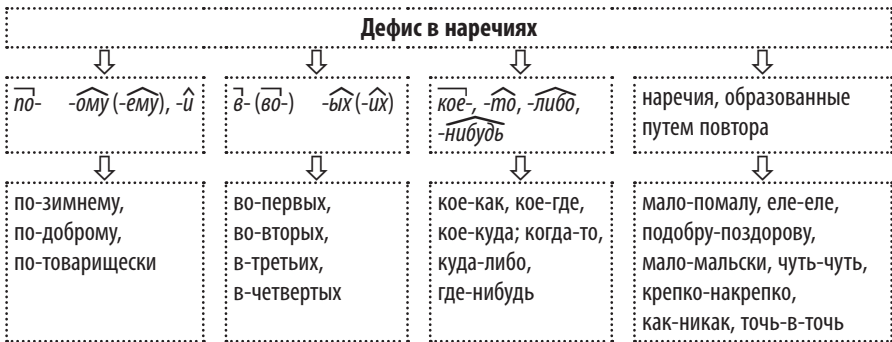 Дефис в наречиях
по- -ому (-ему), -и
в- (во-) -ых (-их)
кое-, -то, -либо,
-нибудь
наречия, образованные
путем повтора
по-зимнему,
по-доброму,
по-товарищески
во-первых,
во-вторых,
в-третьих,
в-четвертых
кое-как, кое-где,
кое-куда; когда-то,
куда-либо,
где-нибудь
мало-помалу, еле-еле,
подобру-поздорову,
мало-мальски, чуть-чуть,
крепко-накрепко,
как-никак, точь-в-точь